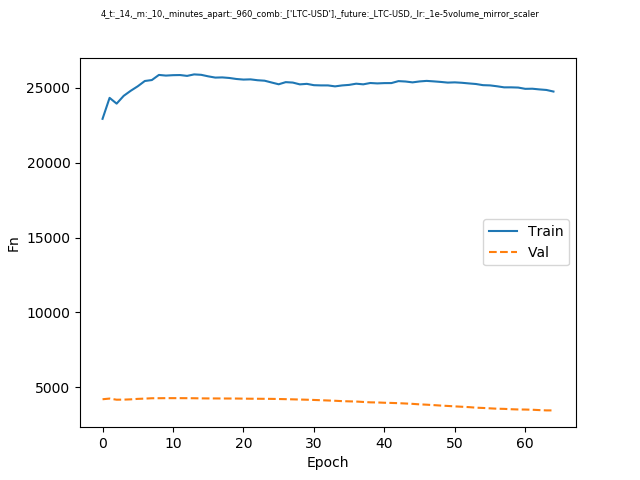 4_t:_14,_m:_10,_minutes_apart:_960_comb:_['LTC-USD'],_future:_LTC-USD,_lr:_1e-5volume_mirror_scaler
25000
20000
15000
10000
5000
Fn
Train
Val
0 10 20 30 40 50 60
Epoch